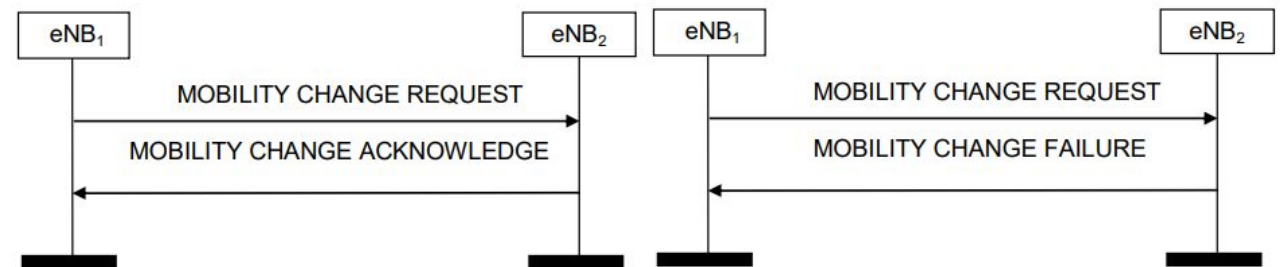 eNB₁
eNB₂
MOBILITY CHANGE REQUEST
MOBILITY CHANGE ACKNOWLEDGE
eNB₁
eNB₂
MOBILITY CHANGE REQUEST
MOBILITY CHANGE FAILURE